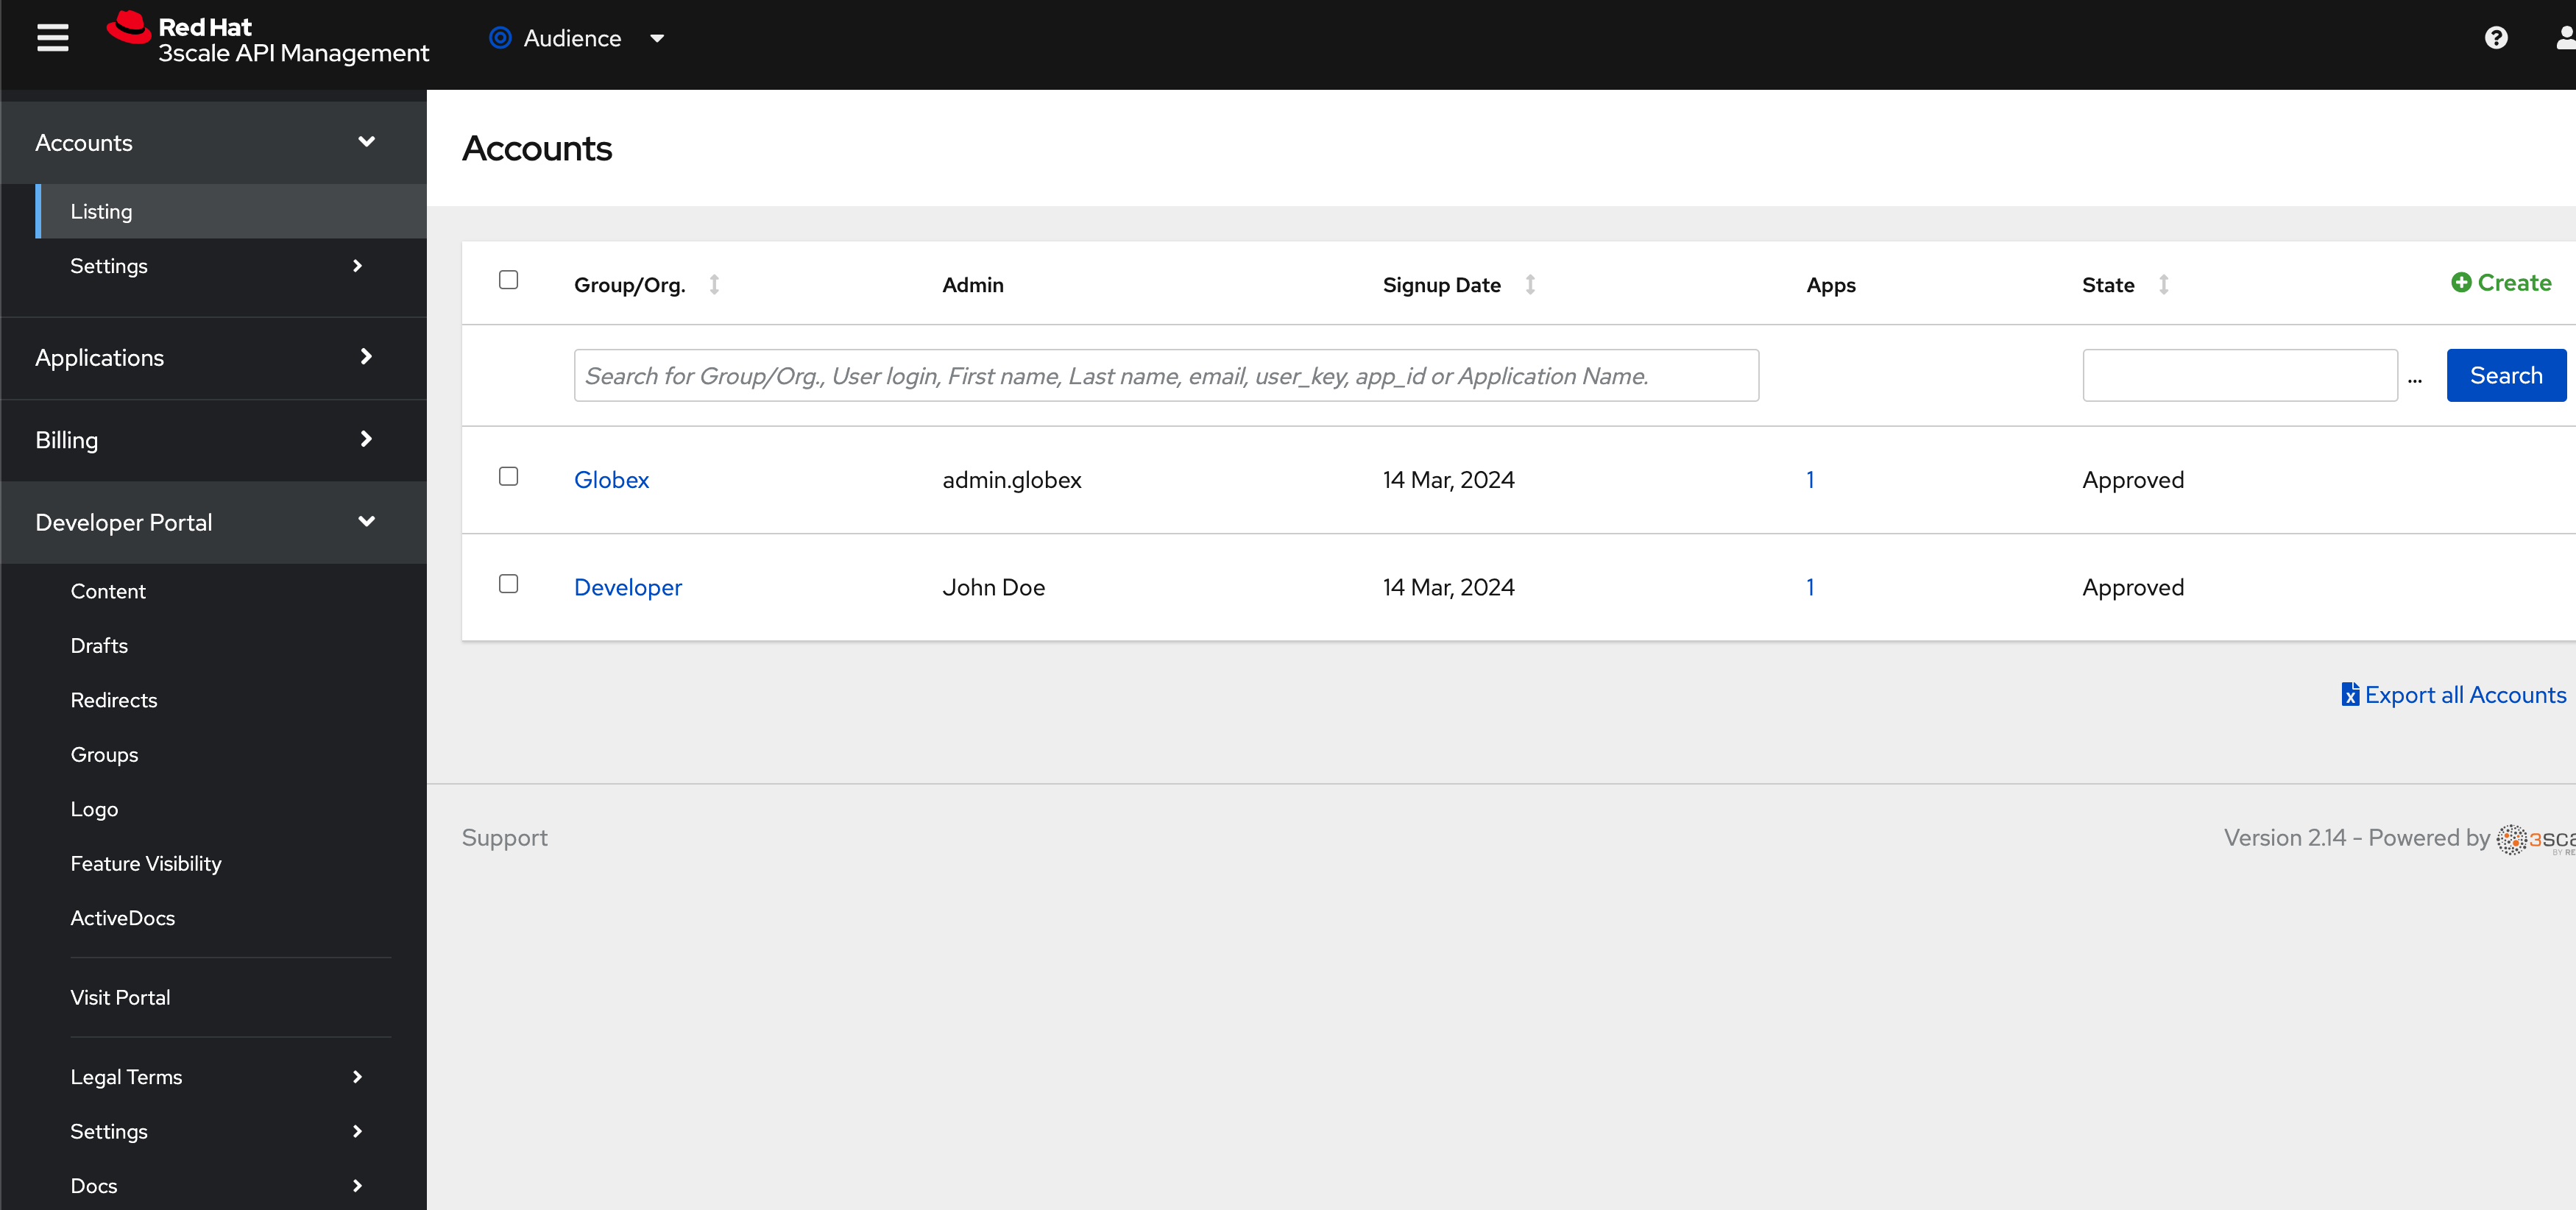 Red Hat
3scale API Management
Audience
Accounts
Listing
Settings
Applications
Billing
Developer Portal
Content
Drafts
Redirects
Groups
Logo
Feature Visibility
ActiveDocs
Visit Portal
Legal Terms
Settings
Docs
Accounts
Group/Org. Admin Signup Date Apps State Create
Search for Group/Org., User login, First name, Last name, email, user_key, app_id or Application Name. ... Search
Globex admin.globex 14 Mar, 2024 1 Approved
Developer John Doe 14 Mar, 2024 1 Approved
Export all Accounts
Support
Version 2.14 - Powered by